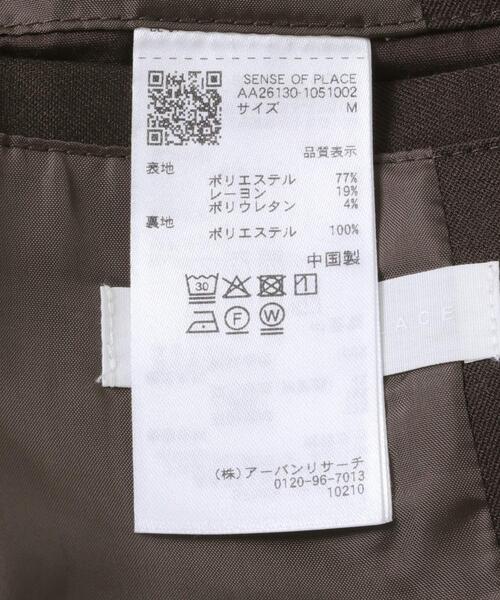 SENSE OF PLACE
AA26130-1051002
サイズ M
品質表示
表地
ポリエステル 77%
レーヨン 19%
ポリウレタン 4%
裏地
ポリエステル 100%
中国製
30
F W
LACE
(株)アーバンリサーチ
0120-96-7013
10210